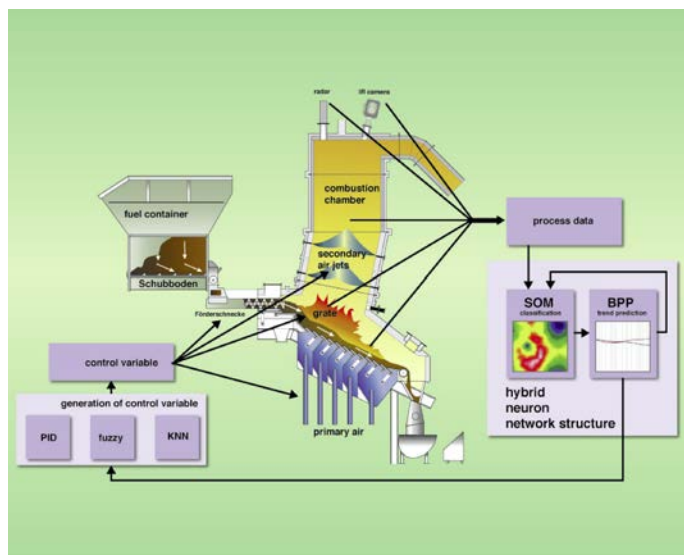 radar
IR camera
combustion
chamber
fuel container
process data
secondary
air jets
Schubboden
SOM
classification
BPP
trend prediction
Förderschnecke
grate
control variable
hybrid
neuron
network structure
generation of control variable
PID
fuzzy
KNN
primary air